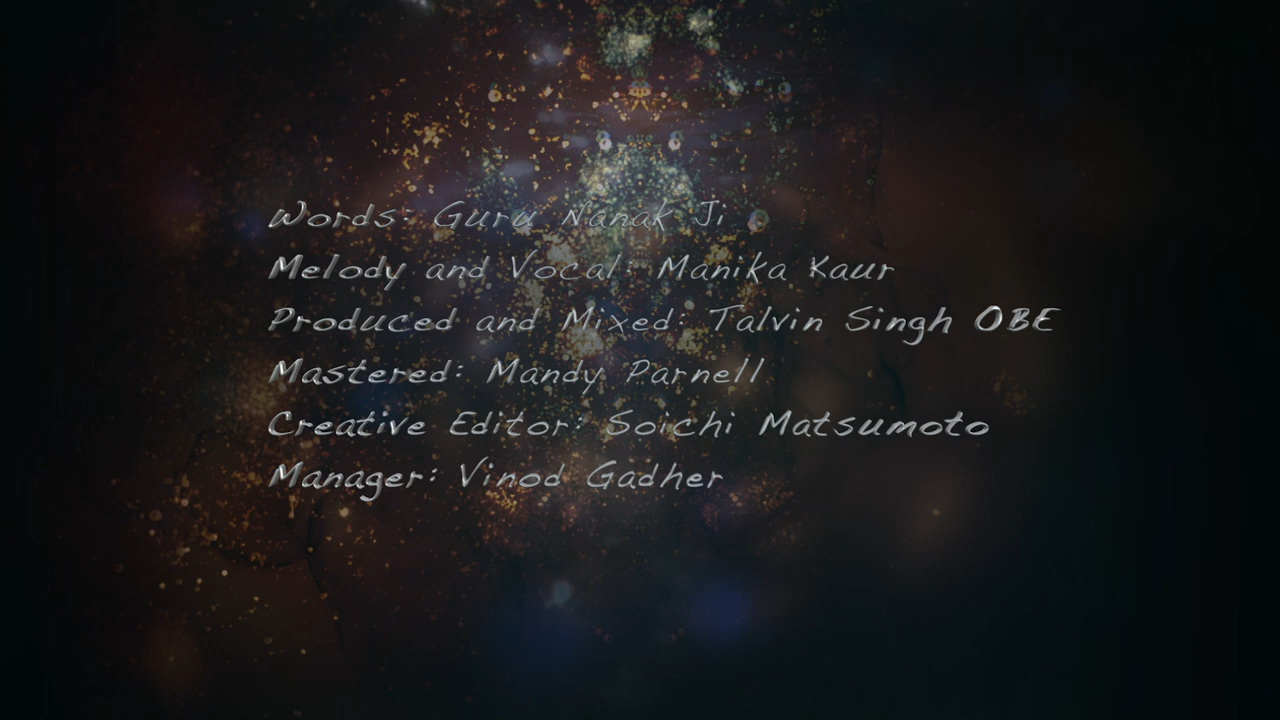 Words: Guru Nanak Ji
Melody and Vocal: Manika Kaur
Produced and Mixed: Talvin Singh OBE
Mastered: Mandy Parnell
Creative Editor: Soichi Matsumoto
Manager: Vinod Gadher